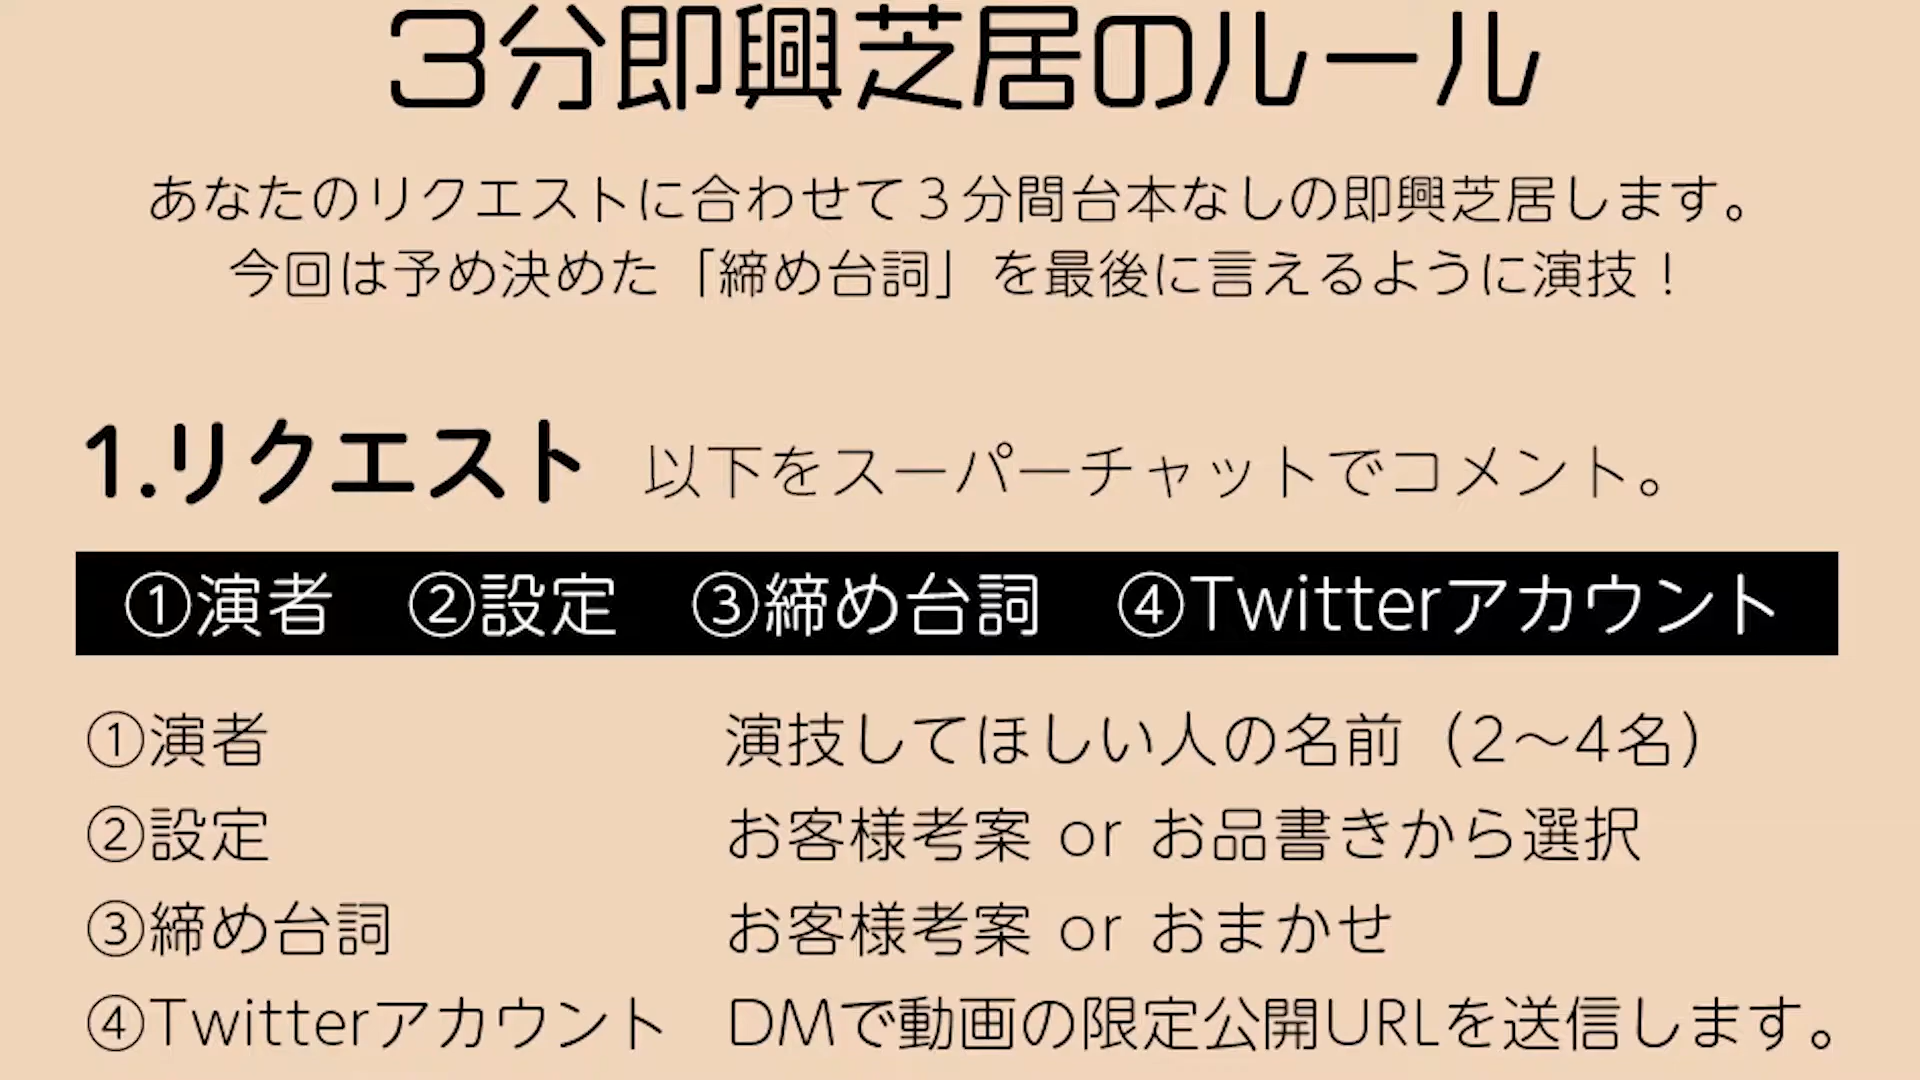 3分即興芝居のルール
あなたのリクエストに合わせて3分間台本なしの即興芝居します。
今回は予め決めた「締め台詞」を最後に言えるように演技！
1.リクエスト 以下をスーパーチャットでコメント。
①演者 ②設定 ③締め台詞 ④Twitterアカウント
①演者 演技してほしい人の名前（2〜4名）
②設定 お客様考案 or お品書きから選択
③締め台詞 お客様考案 or おまかせ
④Twitterアカウント DMで動画の限定公開URLを送信します。